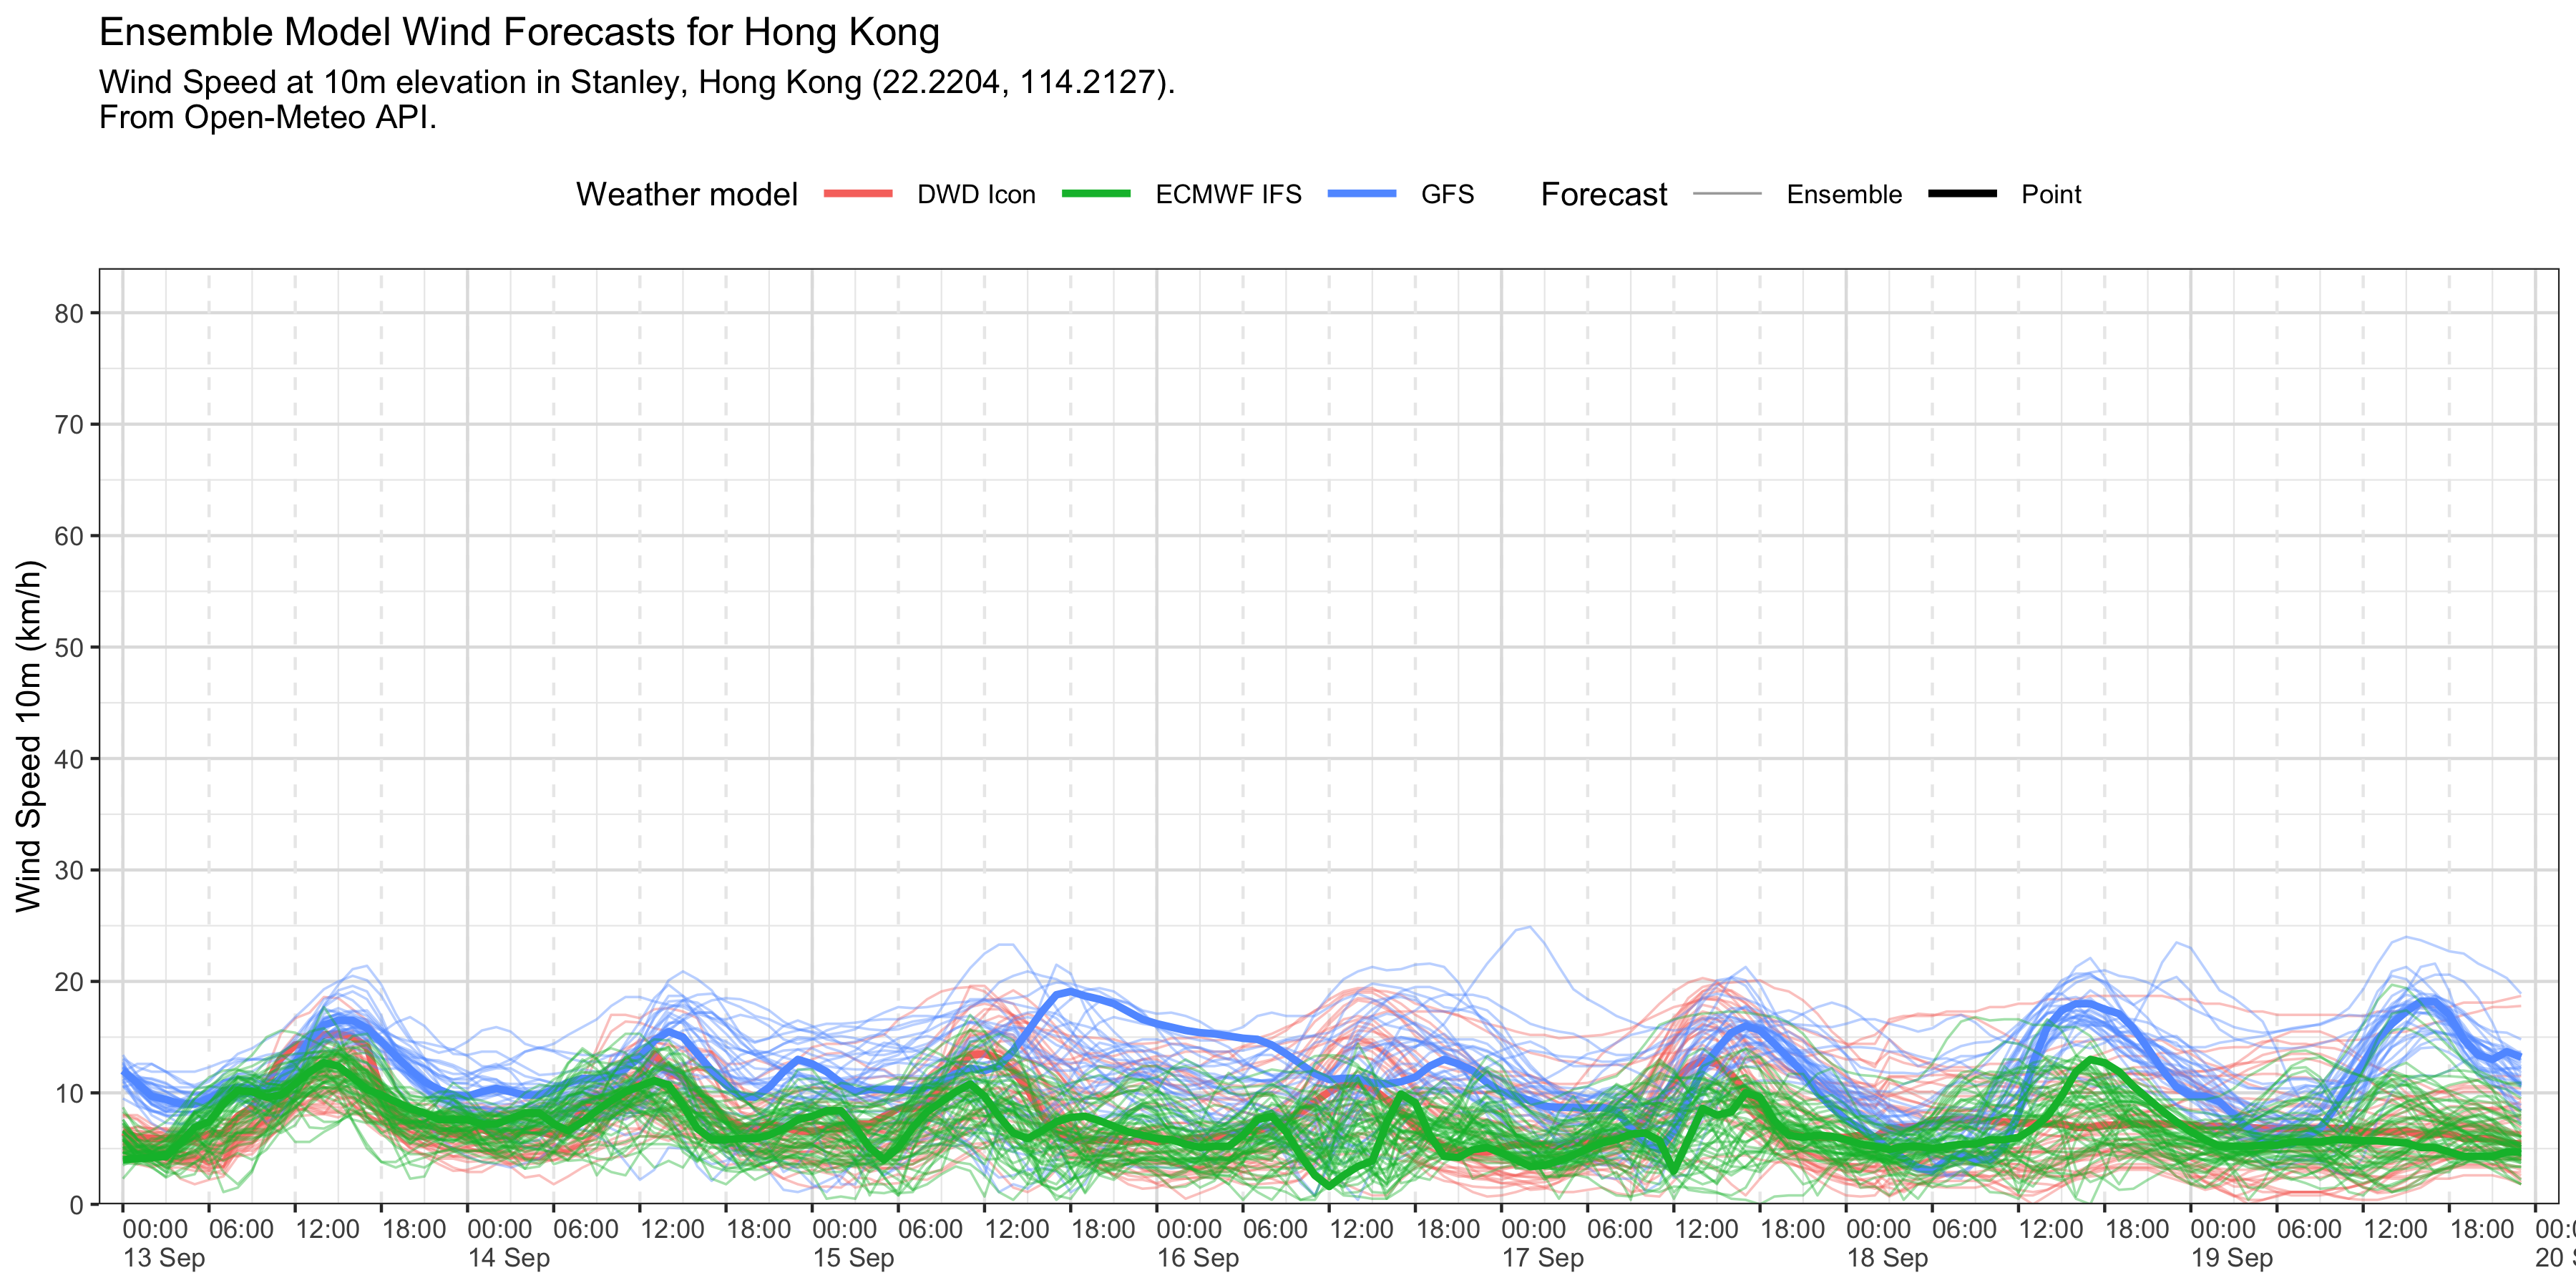 Ensemble Model Wind Forecasts for Hong Kong
Wind Speed at 10m elevation in Stanley, Hong Kong (22.2204, 114.2127).
From Open-Meteo API.
Weather model DWD Icon ECMWF IFS GFS Forecast Ensemble Point
Wind Speed 10m (km/h)
80
70
60
50
40
30
20
10
0
00:00 06:00 12:00 18:00 00:00 06:00 12:00 18:00 00:00 06:00 12:00 18:00 00:00 06:00 12:00 18:00 00:00 06:00 12:00 18:00 00:00 06:00 12:00 18:00 00:00 06:00 12:00 18:00
13 Sep 14 Sep 15 Sep 16 Sep 17 Sep 18 Sep 19 Sep 20